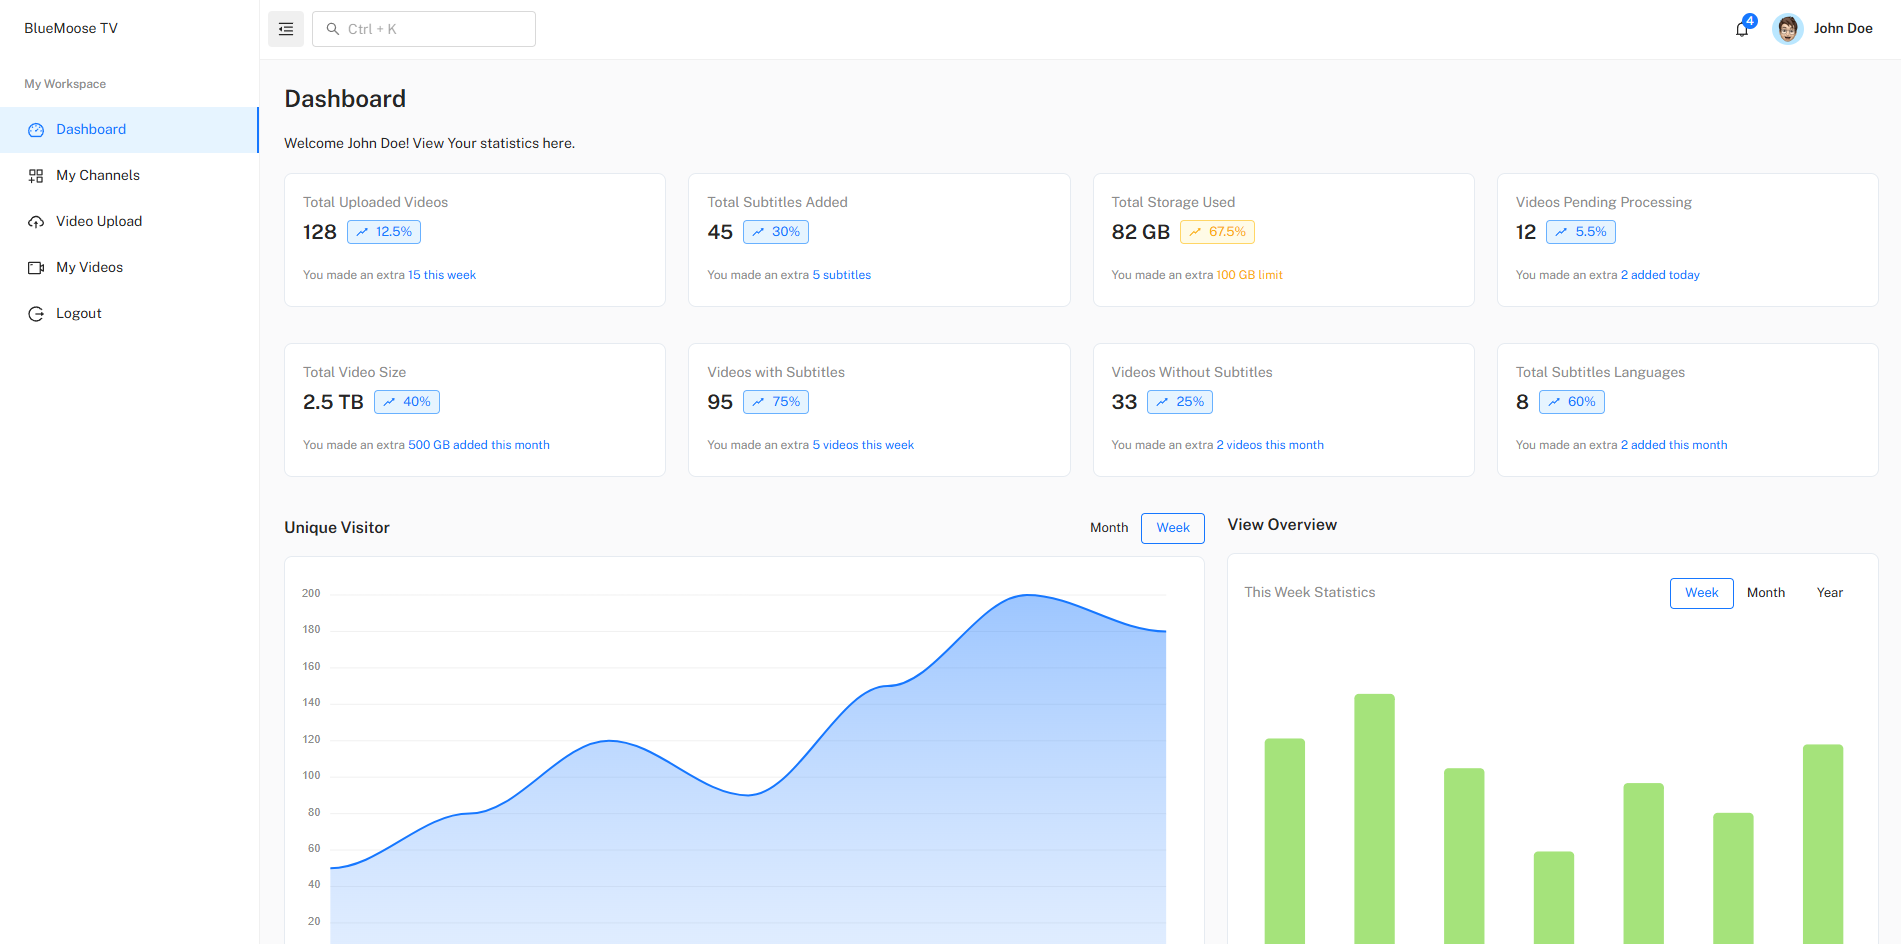 BlueMoose TV
Ctrl + K
4
John Doe
My Workspace
Dashboard
My Channels
Video Upload
My Videos
Logout
Dashboard
Welcome John Doe! View Your statistics here.
Total Uploaded Videos
128 12.5%
You made an extra 15 this week
Total Subtitles Added
45 30%
You made an extra 5 subtitles
Total Storage Used
82 GB 67.5%
You made an extra 100 GB limit
Videos Pending Processing
12 5.5%
You made an extra 2 added today
Total Video Size
2.5 TB 40%
You made an extra 500 GB added this month
Videos with Subtitles
95 75%
You made an extra 5 videos this week
Videos Without Subtitles
33 25%
You made an extra 2 videos this month
Total Subtitles Languages
8 60%
You made an extra 2 added this month
Unique Visitor
Month Week
200
180
160
140
120
100
80
60
40
20
View Overview
This Week Statistics
Week Month Year